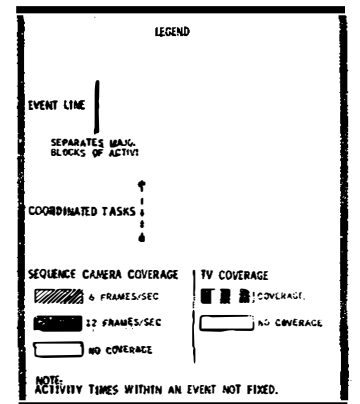 LEGEND
EVENT LINE
SEPARATES MAJG.
BLOCKS OF ACTIVI
COORDINATED TASKS
SEQUENCE CAMERA COVERAGE
TV COVERAGE
6 FRAMES/SEC
COVERAGE
12 FRAMES/SEC
NO COVERAGE
NO COVERAGE
NOTE:
ACTIVITY TIMES WITHIN AN EVENT NOT FIXED.